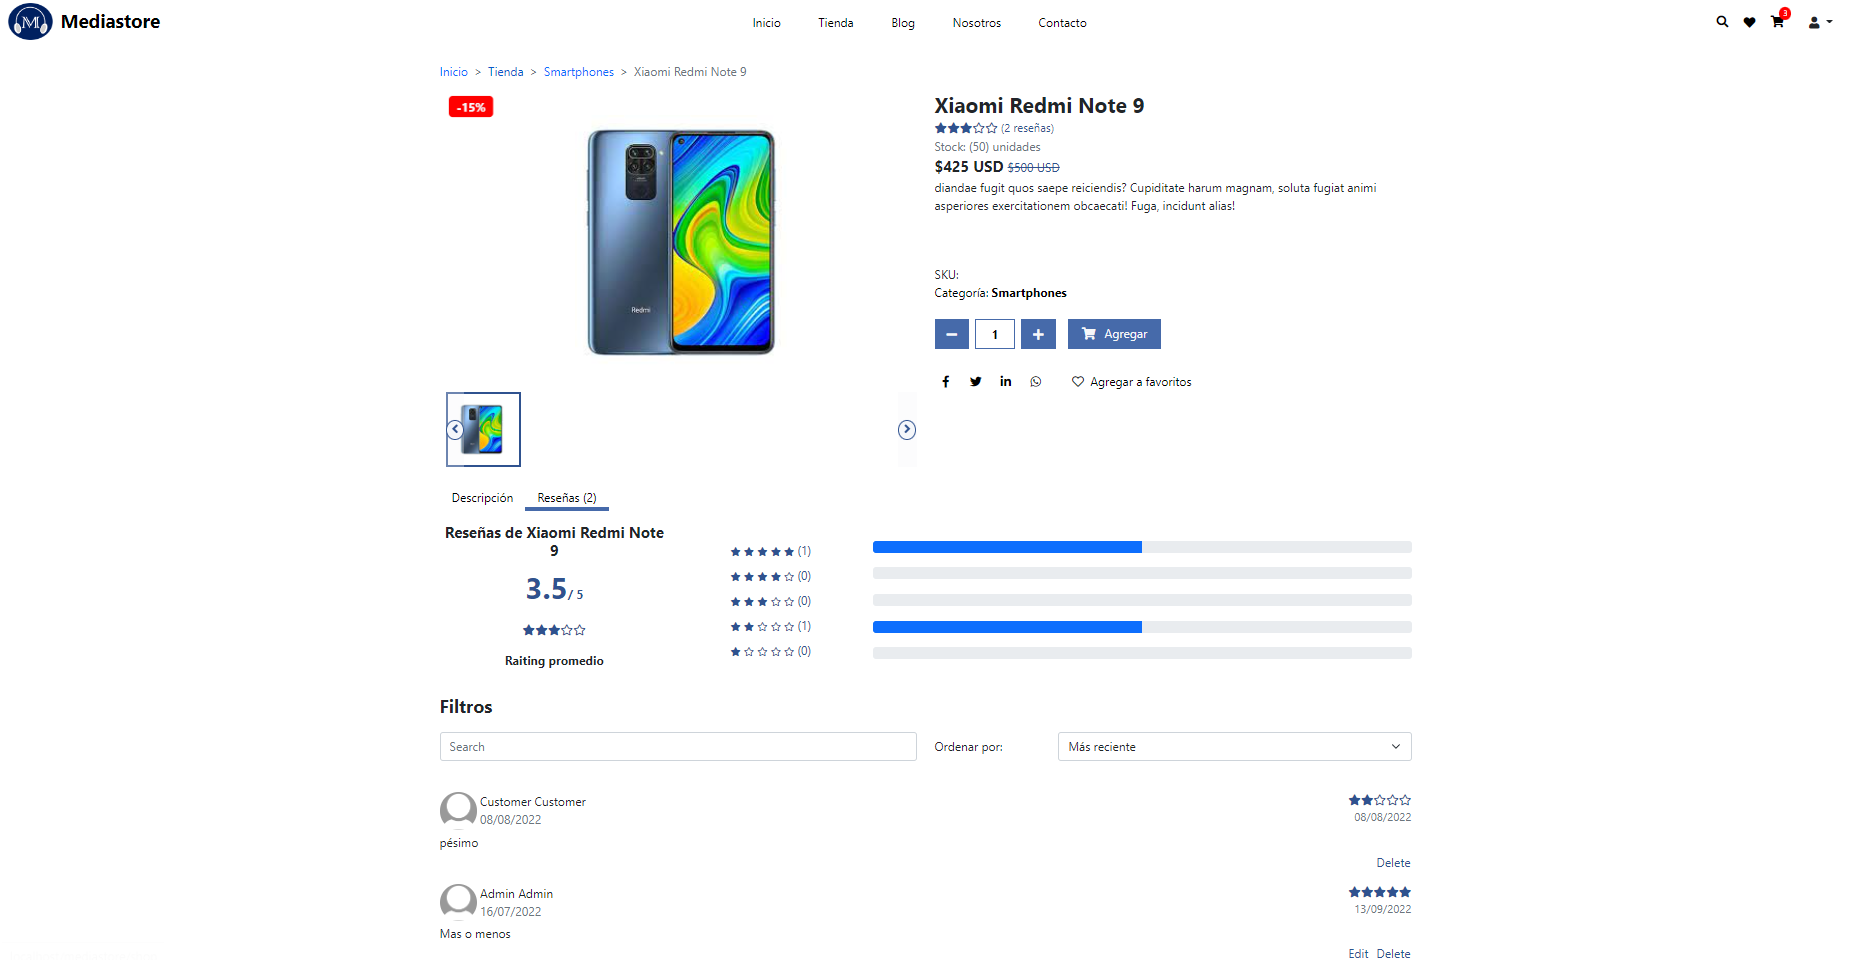 Mediastore
Inicio Tienda Blog Nosotros Contacto
3
Inicio > Tienda > Smartphones > Xiaomi Redmi Note 9
-15%
Redmi
Xiaomi Redmi Note 9
(2 reseñas)
Stock: (50) unidades
$425 USD $500 USD
diandae fugit quos saepe reiciendis? Cupiditate harum magnam, soluta fugiat animi
asperiores exercitationem obcaecati! Fuga, incidunt alias!
SKU:
Categoría: Smartphones
1 Agregar
Agregar a favoritos
Descripción Reseñas (2)
Reseñas de Xiaomi Redmi Note
9
3.5/ 5
Raiting promedio
(1)
(0)
(0)
(1)
(0)
Filtros
Search Ordenar por: Más reciente
Customer Customer
08/08/2022 08/08/2022
pésimo
Delete
Admin Admin
16/07/2022 13/09/2022
Mas o menos
Edit Delete